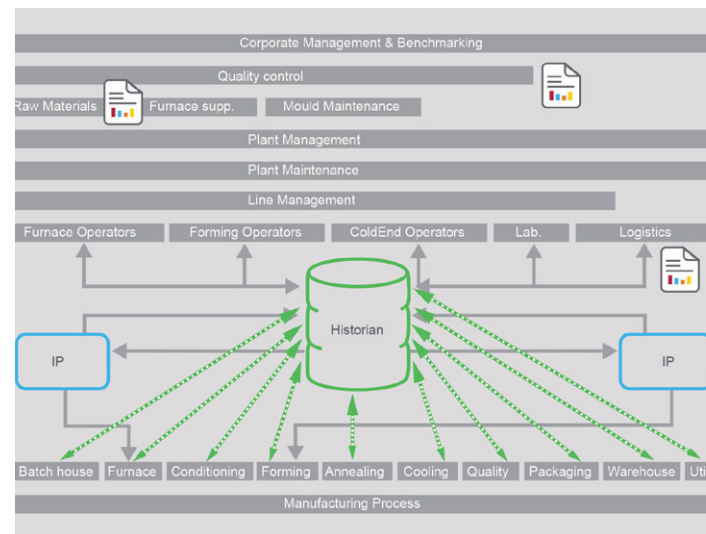 Corporate Management & Benchmarking
Quality control
Raw Materials Furnace supp. Mould Maintenance
Plant Management
Plant Maintenance
Line Management
Furnace Operators Forming Operators ColdEnd Operators Lab. Logistics
Historian
IP IP
Batch house Furnace Conditioning Forming Annealing Cooling Quality Packaging Warehouse Uti
Manufacturing Process